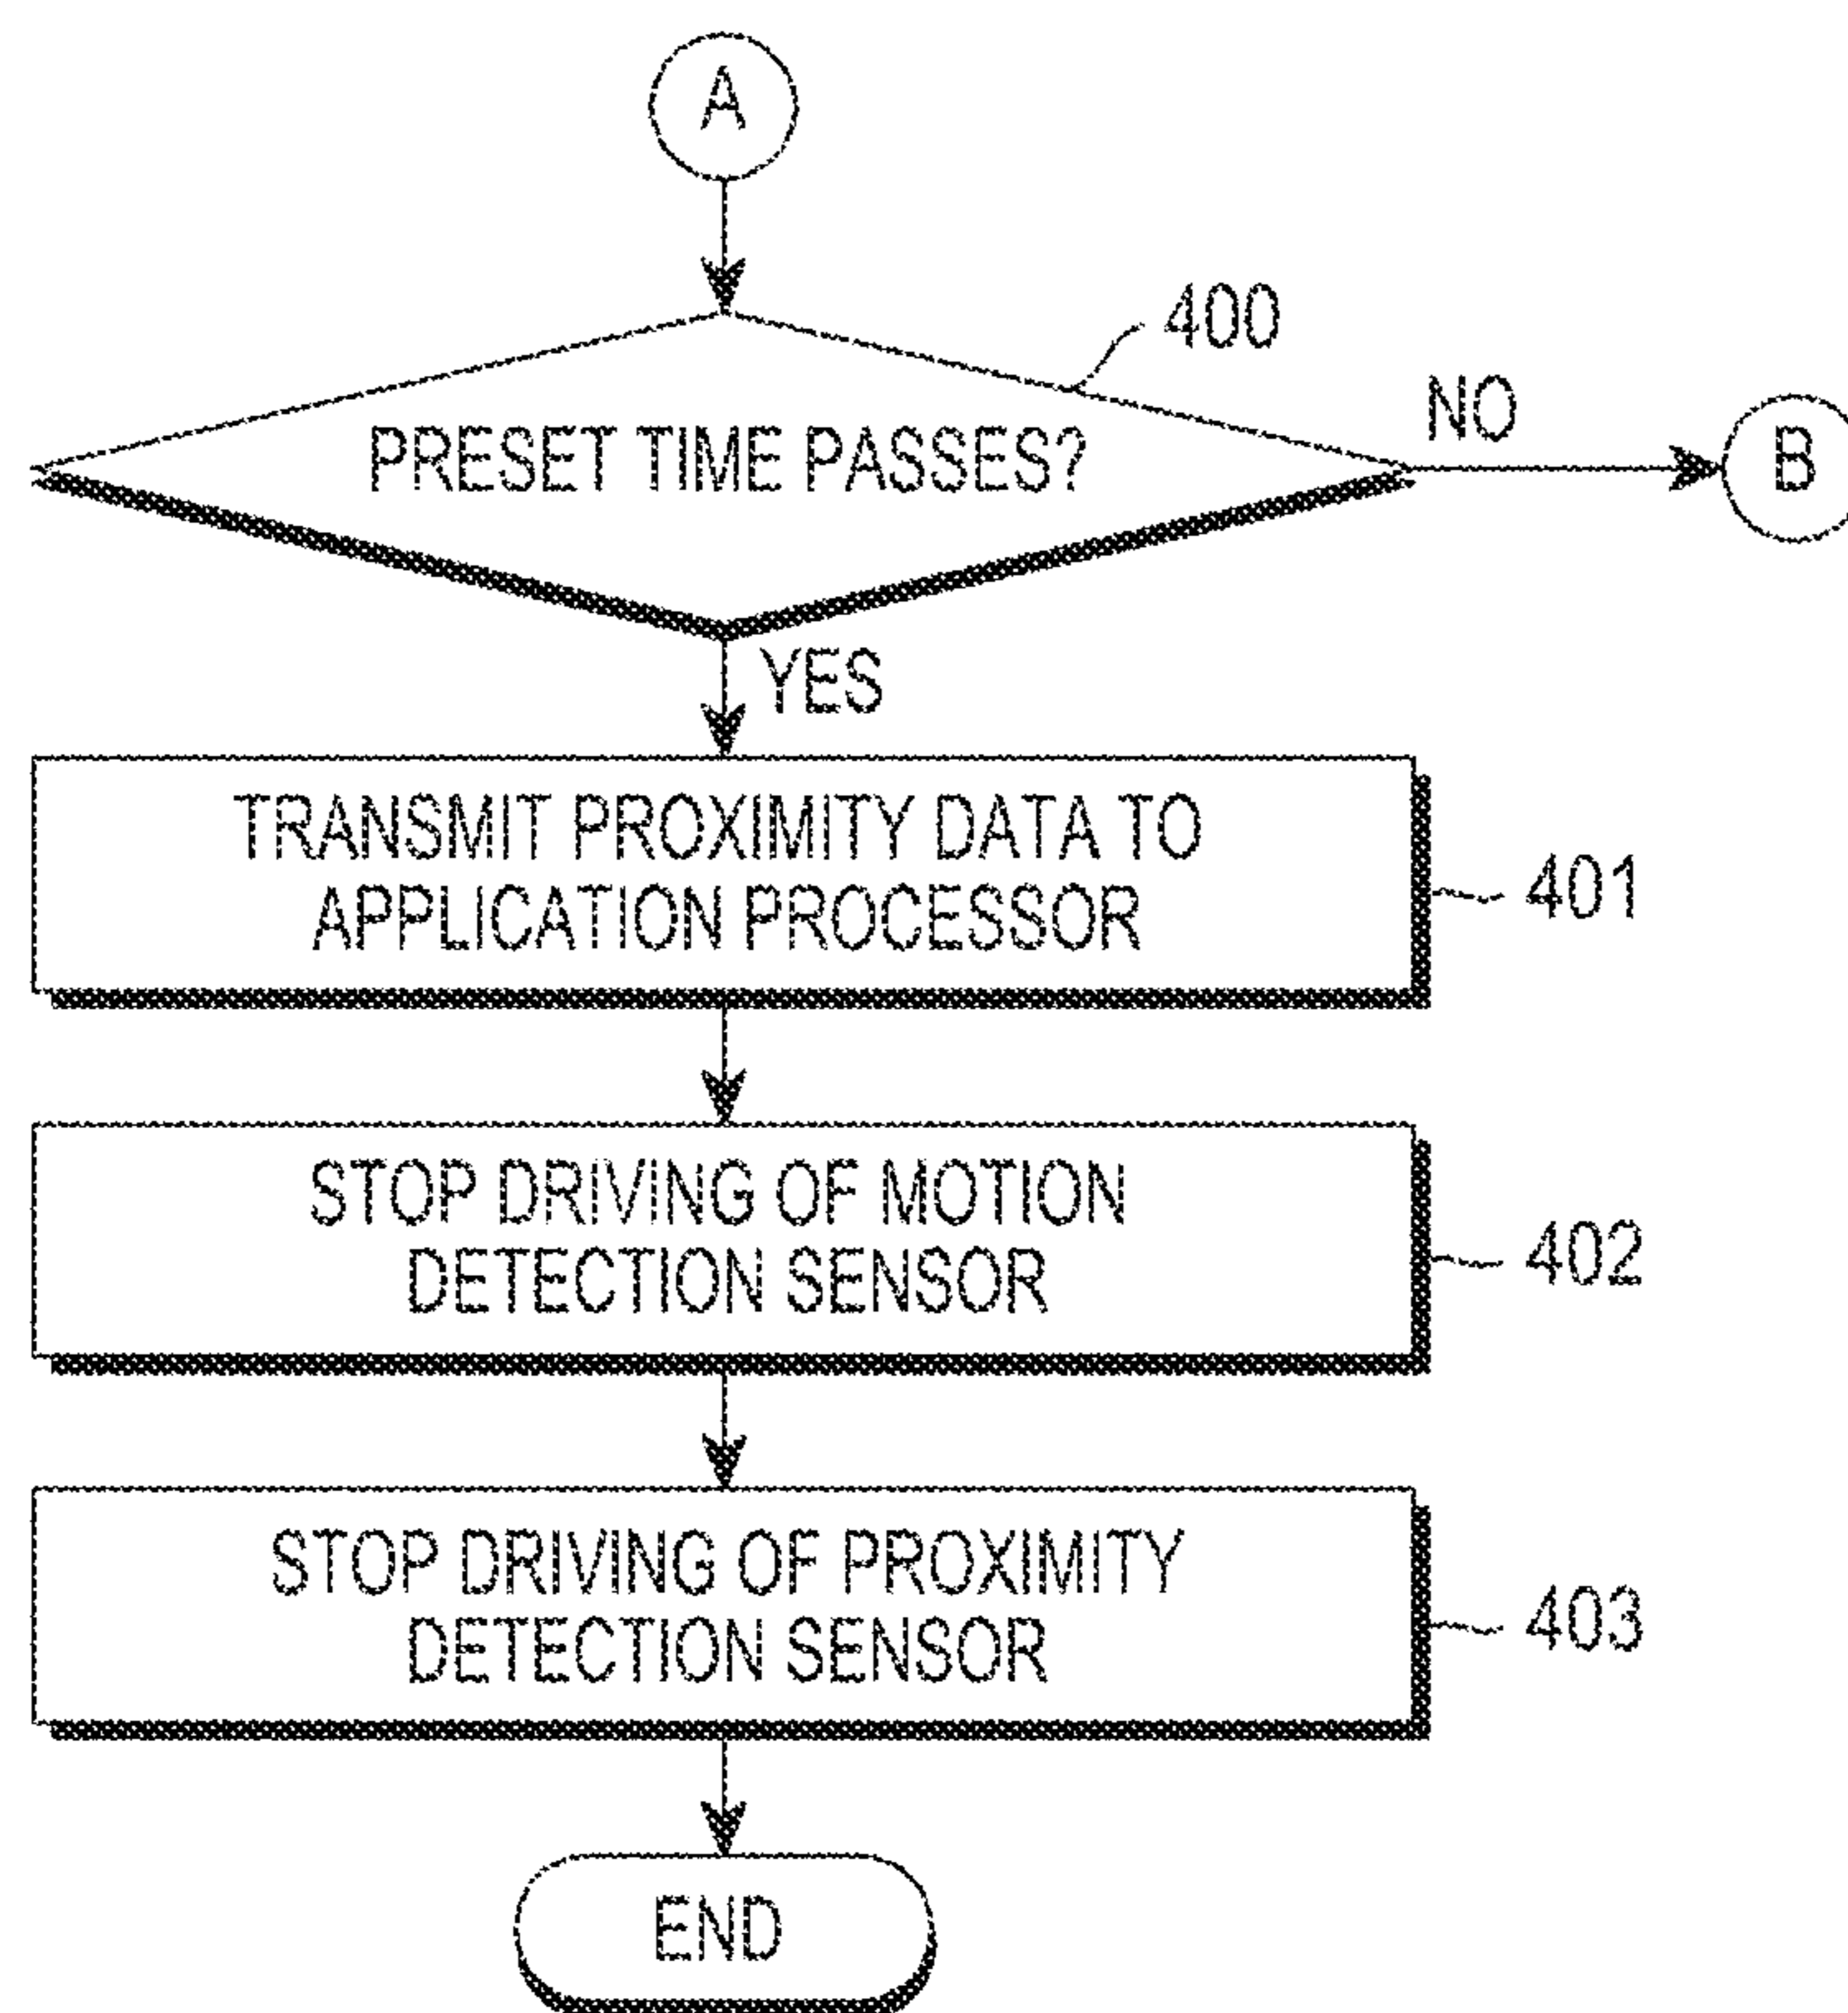 A
400
PRESET TIME PASSES?
NO
B
YES
TRANSMIT PROXIMITY DATA TO
APPLICATION PROCESSOR
401
STOP DRIVING OF MOTION
DETECTION SENSOR
402
STOP DRIVING OF PROXIMITY
DETECTION SENSOR
403
END